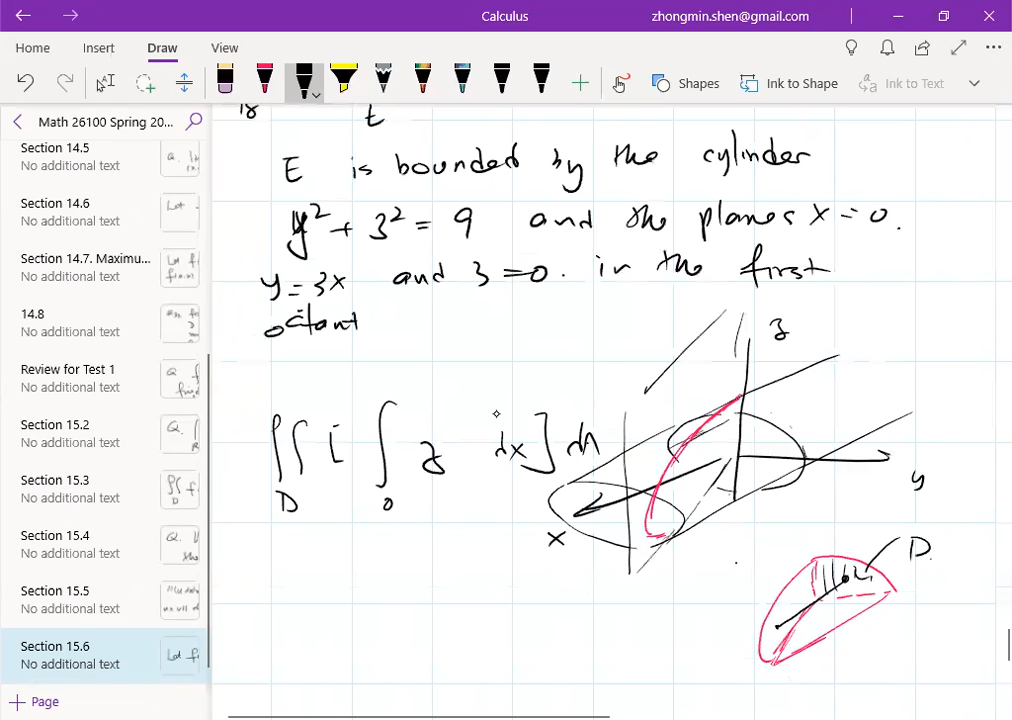 Calculus
zhongmin.shen@gmail.com
Home Insert Draw View
Shapes Ink to Shape Ink to Text
Math 26100 Spring 20...
Section 14.5
No additional text
Section 14.6
No additional text
Section 14.7. Maximu...
No additional text
14.8
No additional text
Review for Test 1
No additional text
Section 15.2
No additional text
Section 15.3
No additional text
Section 15.4
No additional text
Section 15.5
No additional text
Section 15.6
No additional text
Page
18 E
E is bounded by the cylinder
y² + z² = 9 and the planes x = 0.
y = 3x and z = 0. in the first
octant
z
∬ [ ∫ z dx ] dA
D 0
y
x
D.